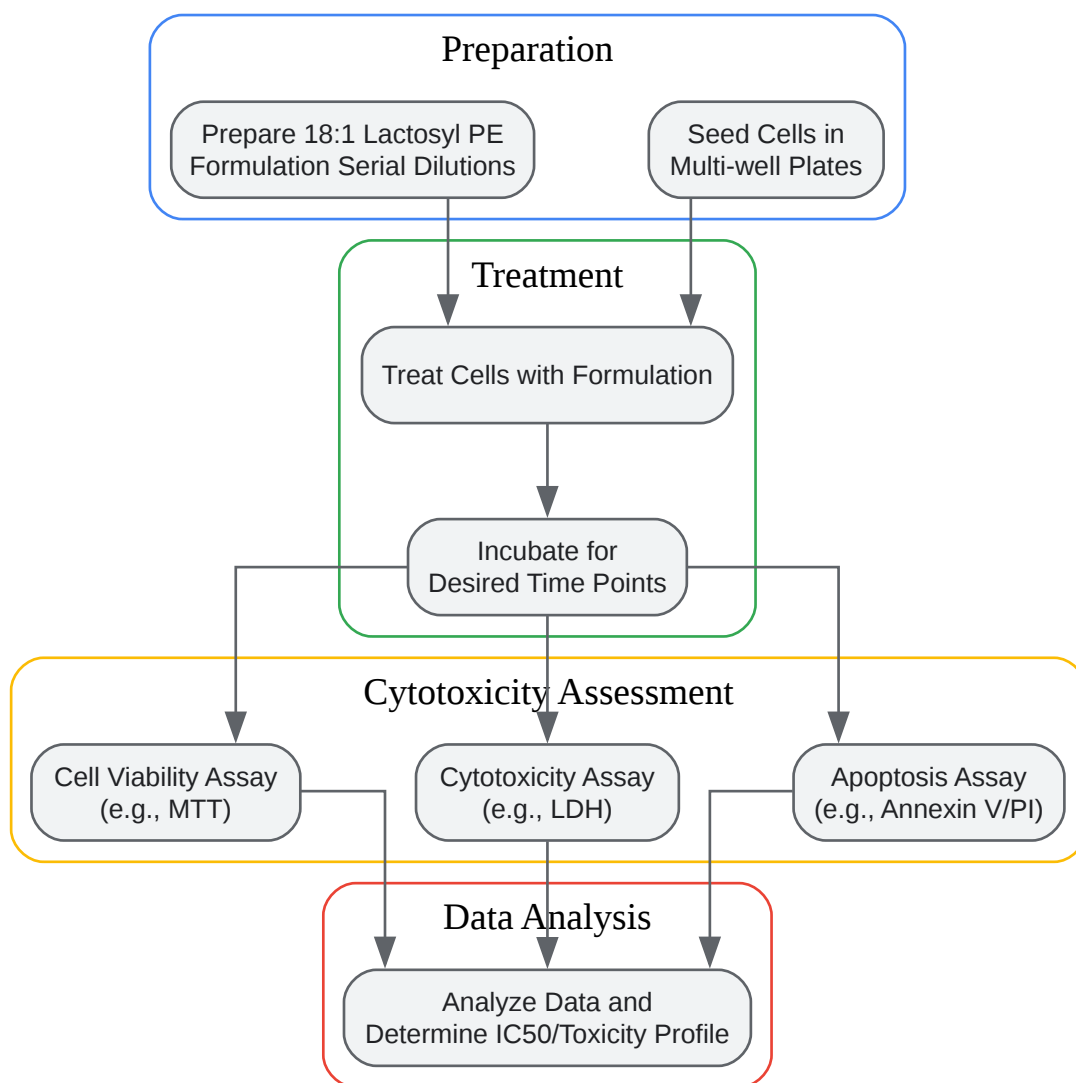 Preparation
Prepare 18:1 Lactosyl PE
Formulation Serial Dilutions
Seed Cells in
Multi-well Plates
Treatment
Treat Cells with Formulation
Incubate for
Desired Time Points
Cytotoxicity Assessment
Cell Viability Assay
(e.g., MTT)
Cytotoxicity Assay
(e.g., LDH)
Apoptosis Assay
(e.g., Annexin V/PI)
Data Analysis
Analyze Data and
Determine IC50/Toxicity Profile